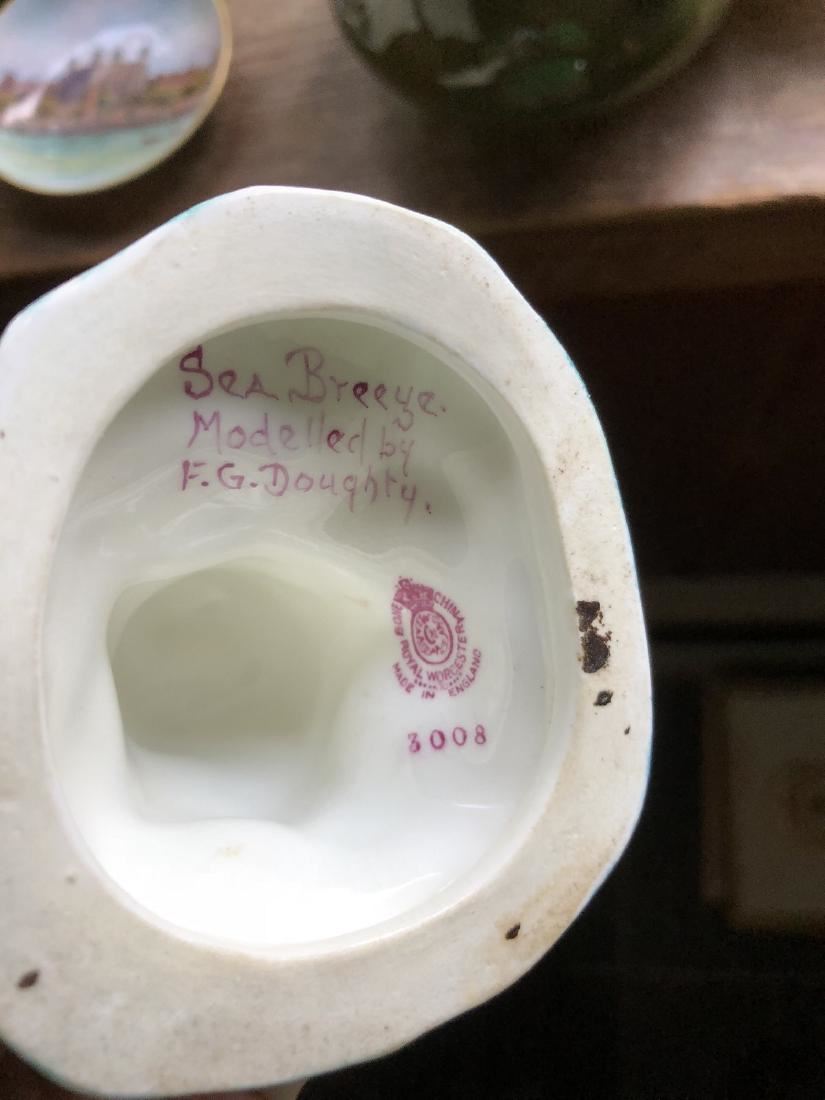 Sea Breeze.
Modelled by
F.G. Doughty.
BONE CHINA
ROYAL WORCESTER
MADE IN ENGLAND
3008